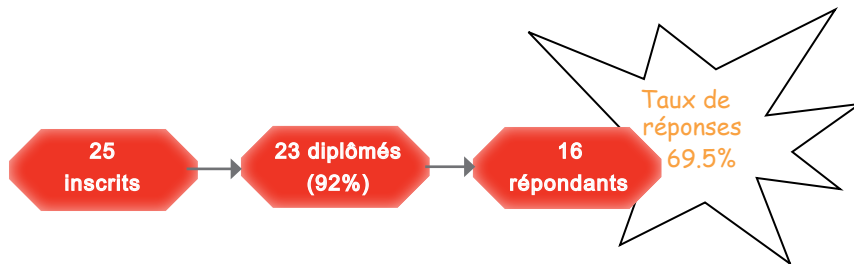 25
inscrits
23 diplômés
(92%)
16
répondants
Taux de
réponses
69.5%